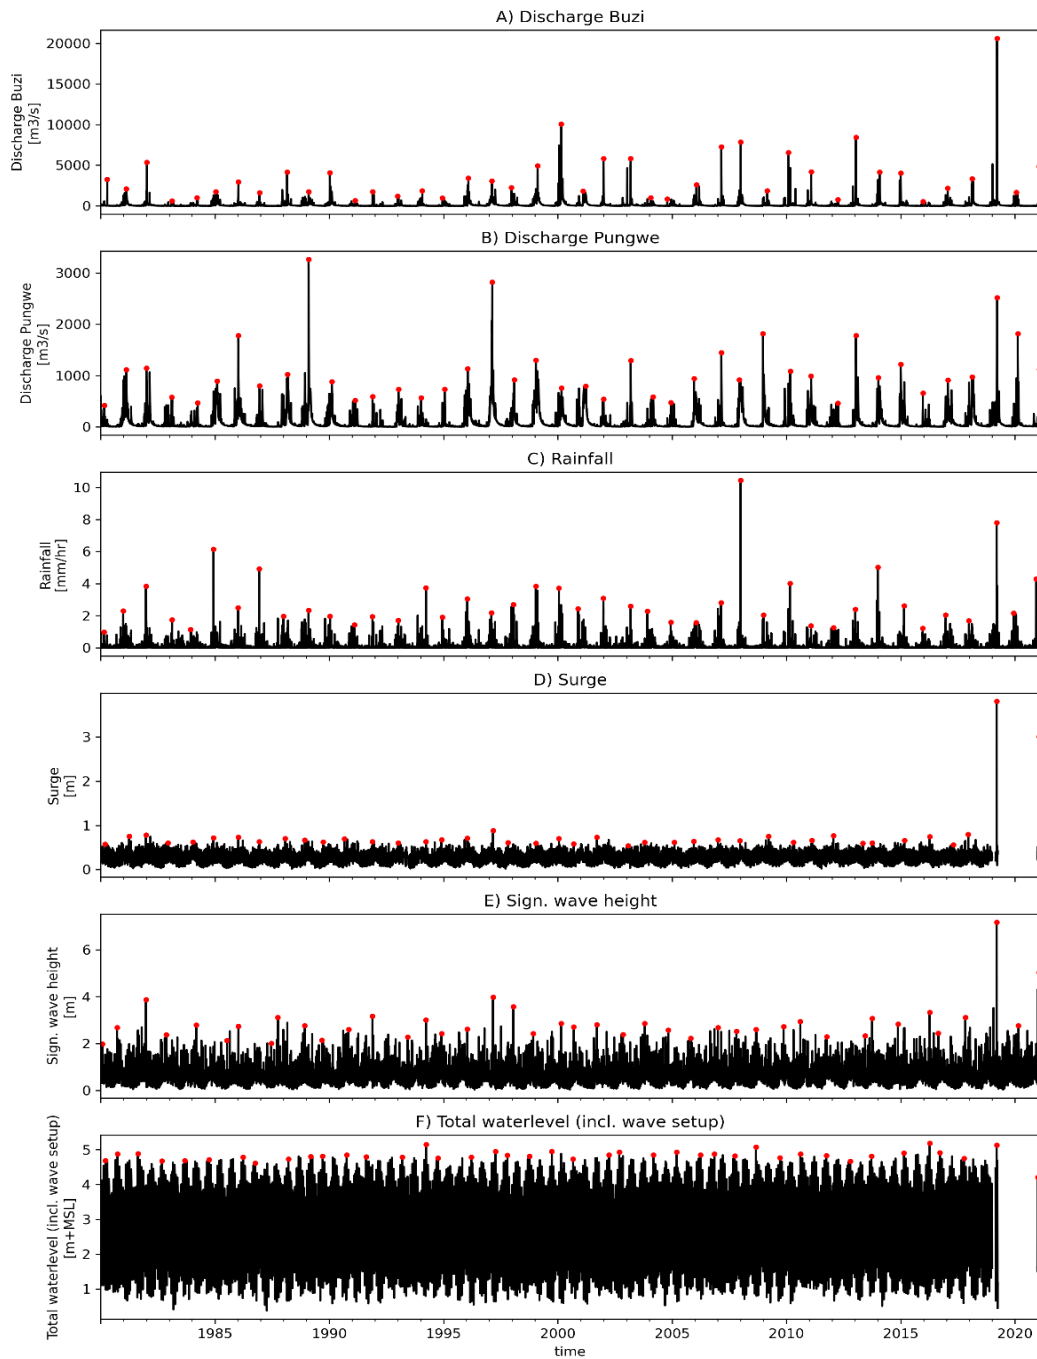 A) Discharge Buzi
Discharge Buzi
[m3/s]
20000
15000
10000
5000
0
B) Discharge Pungwe
Discharge Pungwe
[m3/s]
3000
2000
1000
0
C) Rainfall
Rainfall
[mm/hr]
10
8
6
4
2
0
D) Surge
Surge
[m]
3
2
1
0
E) Sign. wave height
Sign. wave height
[m]
6
4
2
0
F) Total waterlevel (incl. wave setup)
Total waterlevel (incl. wave setup)
[m+MSL]
5
4
3
2
1
1985 1990 1995 2000 2005 2010 2015 2020
time